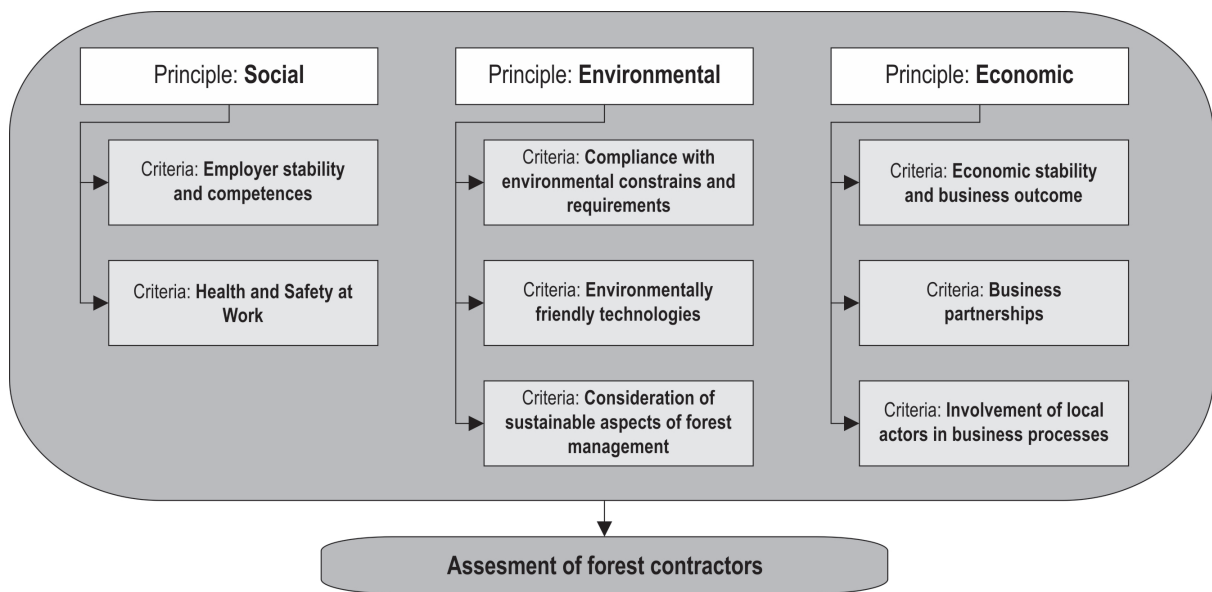 Principle: Social
Criteria: Employer stability
and competences
Criteria: Health and Safety at
Work
Principle: Environmental
Criteria: Compliance with
environmental constrains and
requirements
Criteria: Environmentally
friendly technologies
Criteria: Consideration of
sustainable aspects of forest
management
Principle: Economic
Criteria: Economic stability
and business outcome
Criteria: Business
partnerships
Criteria: Involvement of local
actors in business processes
Assesment of forest contractors